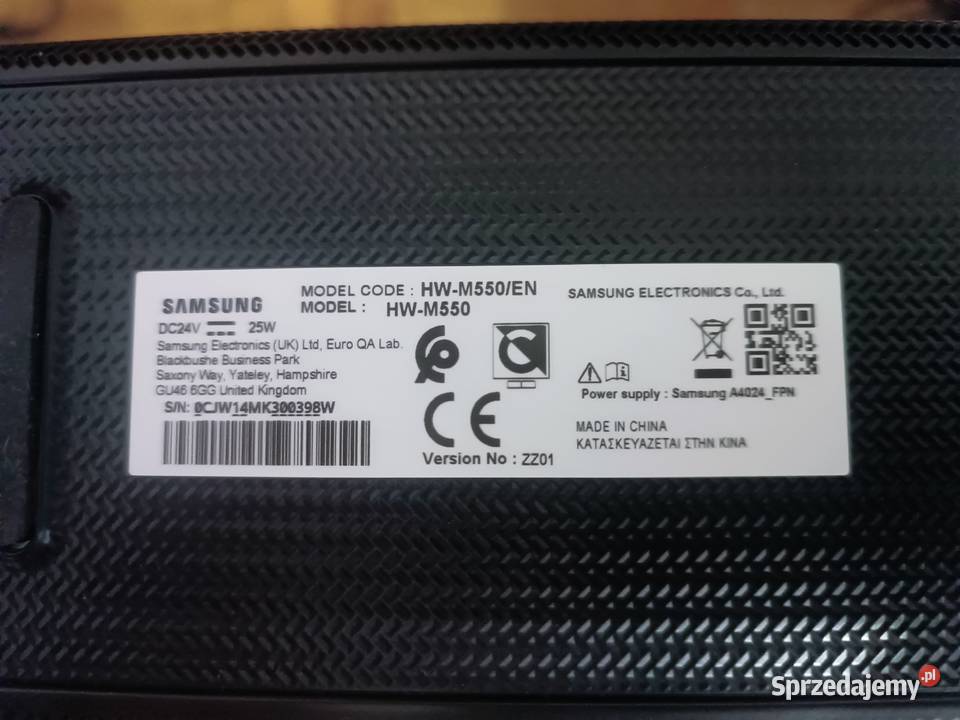 SAMSUNG
MODEL CODE : HW-M550/EN
MODEL : HW-M550
DC24V 25W
Samsung Electronics (UK) Ltd, Euro QA Lab.
Blackbushe Business Park
Saxony Way, Yateley, Hampshire
GU46 6GG United Kingdom
S/N: 0CJW14MK300398W
CE
Version No : ZZ01
SAMSUNG ELECTRONICS Co., Ltd.
Power supply : Samsung A4024_FPN
MADE IN CHINA
ΚΑΤΑΣΚΕΥΑΖΕΤΑΙ ΣΤΗΝ ΚΙΝΑ
Sprzedajemy.pl